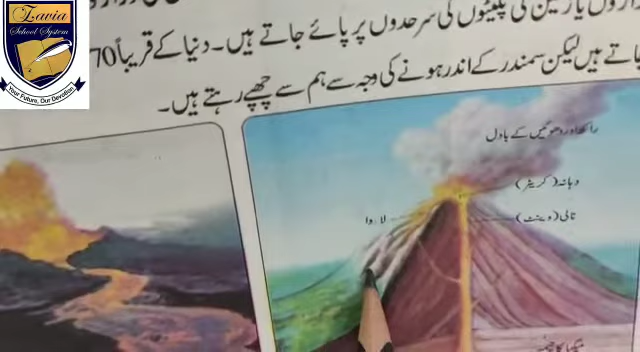 Zavia
School System
Your Future, Our Devotion
زمین کی پلیٹوں کی سرحدوں پر پائے جاتے ہیں۔ دنیا کے قریباً 70
جاتے ہیں لیکن سمندر کے اندر ہونے کی وجہ سے ہم سے چھپے رہتے ہیں۔
راکھ اور دھوئیں کے بادل
دہانہ (کریٹر)
نالی (وینٹ)
لاوا